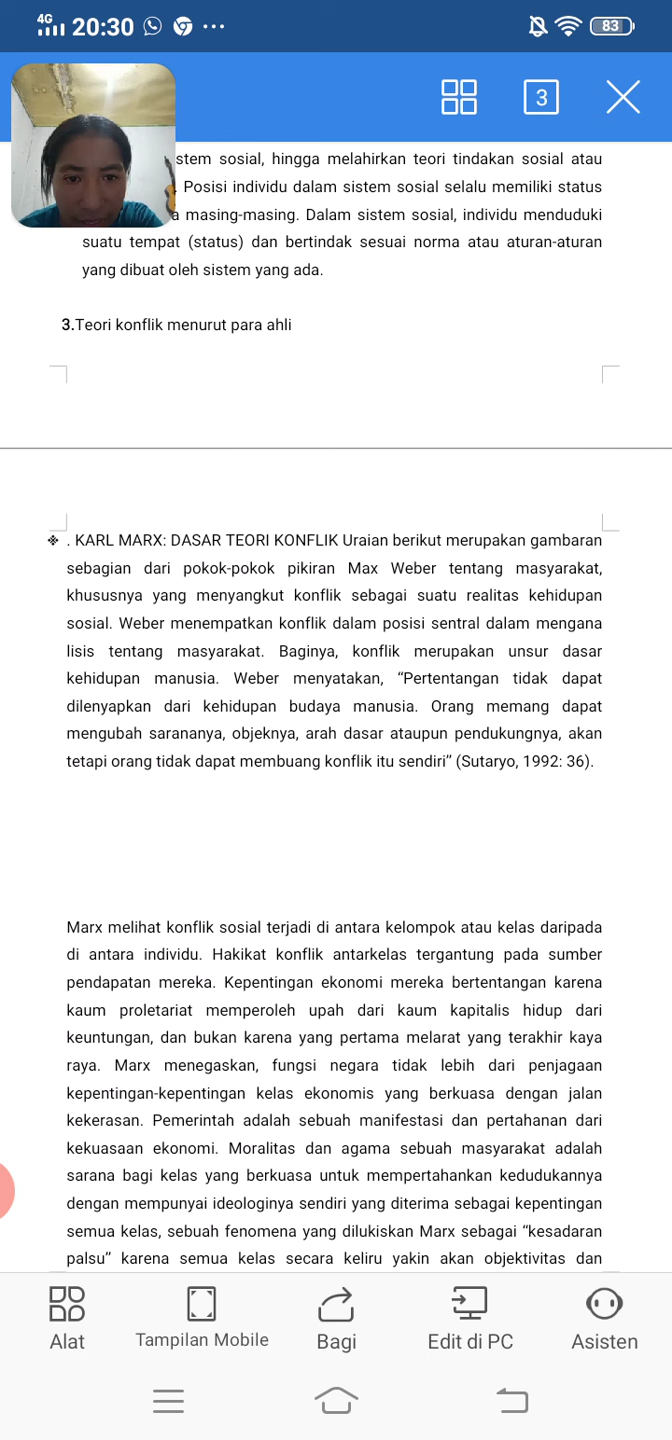 4G 20:30 83
3
stem sosial, hingga melahirkan teori tindakan sosial atau
. Posisi individu dalam sistem sosial selalu memiliki status
a masing-masing. Dalam sistem sosial, individu menduduki
suatu tempat (status) dan bertindak sesuai norma atau aturan-aturan
yang dibuat oleh sistem yang ada.
3.Teori konflik menurut para ahli
❖ . KARL MARX: DASAR TEORI KONFLIK Uraian berikut merupakan gambaran
sebagian dari pokok-pokok pikiran Max Weber tentang masyarakat,
khususnya yang menyangkut konflik sebagai suatu realitas kehidupan
sosial. Weber menempatkan konflik dalam posisi sentral dalam mengana
lisis tentang masyarakat. Baginya, konflik merupakan unsur dasar
kehidupan manusia. Weber menyatakan, “Pertentangan tidak dapat
dilenyapkan dari kehidupan budaya manusia. Orang memang dapat
mengubah sarananya, objeknya, arah dasar ataupun pendukungnya, akan
tetapi orang tidak dapat membuang konflik itu sendiri” (Sutaryo, 1992: 36).
Marx melihat konflik sosial terjadi di antara kelompok atau kelas daripada
di antara individu. Hakikat konflik antarkelas tergantung pada sumber
pendapatan mereka. Kepentingan ekonomi mereka bertentangan karena
kaum proletariat memperoleh upah dari kaum kapitalis hidup dari
keuntungan, dan bukan karena yang pertama melarat yang terakhir kaya
raya. Marx menegaskan, fungsi negara tidak lebih dari penjagaan
kepentingan-kepentingan kelas ekonomis yang berkuasa dengan jalan
kekerasan. Pemerintah adalah sebuah manifestasi dan pertahanan dari
kekuasaan ekonomi. Moralitas dan agama sebuah masyarakat adalah
sarana bagi kelas yang berkuasa untuk mempertahankan kedudukannya
dengan mempunyai ideologinya sendiri yang diterima sebagai kepentingan
semua kelas, sebuah fenomena yang dilukiskan Marx sebagai “kesadaran
palsu” karena semua kelas secara keliru yakin akan objektivitas dan
Alat Tampilan Mobile Bagi Edit di PC Asisten